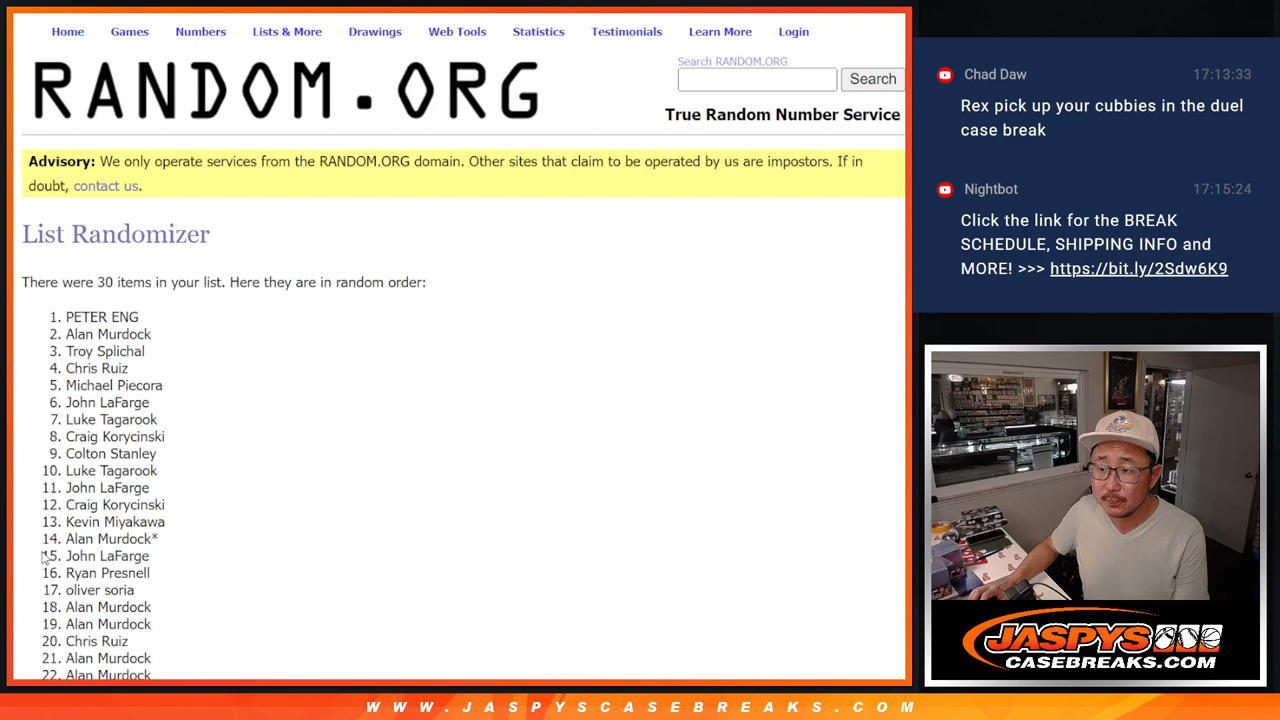 Home Games Numbers Lists & More Drawings Web Tools Statistics Testimonials Learn More Login
RANDOM.ORG
Search RANDOM.ORG
Search
True Random Number Service
Advisory: We only operate services from the RANDOM.ORG domain. Other sites that claim to be operated by us are impostors. If in
doubt, contact us.
List Randomizer
There were 30 items in your list. Here they are in random order:
1. PETER ENG
2. Alan Murdock
3. Troy Splichal
4. Chris Ruiz
5. Michael Piecora
6. John LaFarge
7. Luke Tagarook
8. Craig Korycinski
9. Colton Stanley
10. Luke Tagarook
11. John LaFarge
12. Craig Korycinski
13. Kevin Miyakawa
14. Alan Murdock*
15. John LaFarge
16. Ryan Presnell
17. oliver soria
18. Alan Murdock
19. Alan Murdock
20. Chris Ruiz
21. Alan Murdock
22. Alan Murdock
Chad Daw 17:13:33
Rex pick up your cubbies in the duel
case break
Nightbot 17:15:24
Click the link for the BREAK
SCHEDULE, SHIPPING INFO and
MORE! >>> https://bit.ly/2Sdw6K9
JASPYS
CASEBREAKS.COM
WWW.JASPYSCASEBREAKS.COM